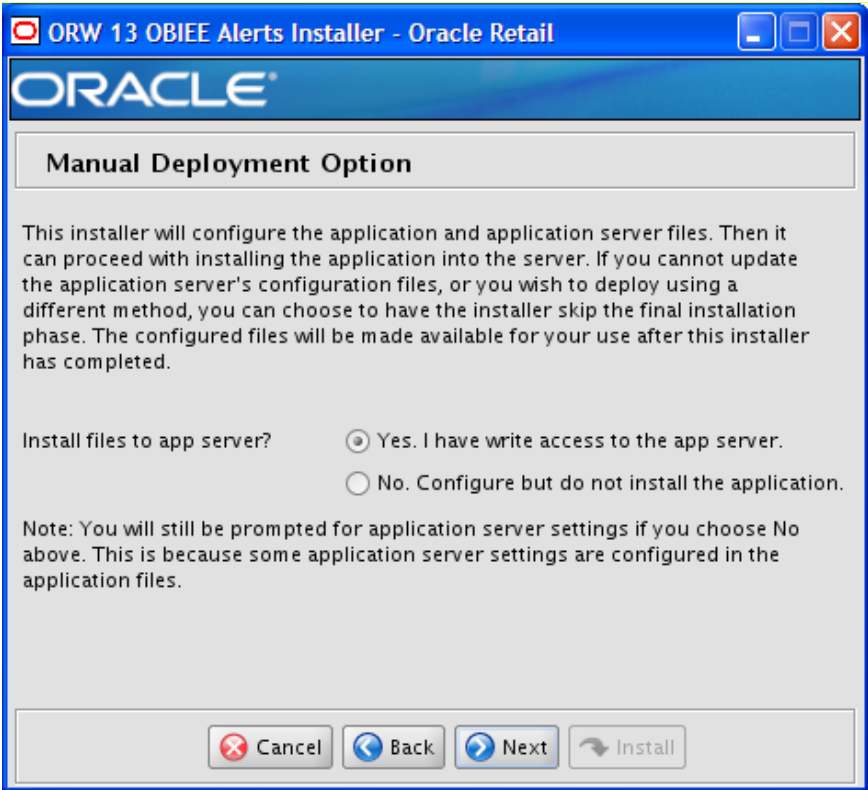 ORW 13 OBIEE Alerts Installer - Oracle Retail
ORACLE®
Manual Deployment Option
This installer will configure the application and application server files. Then it
can proceed with installing the application into the server. If you cannot update
the application server's configuration files, or you wish to deploy using a
different method, you can choose to have the installer skip the final installation
phase. The configured files will be made available for your use after this installer
has completed.
Install files to app server?
Yes. I have write access to the app server.
No. Configure but do not install the application.
Note: You will still be prompted for application server settings if you choose No
above. This is because some application server settings are configured in the
application files.
Cancel Back Next Install